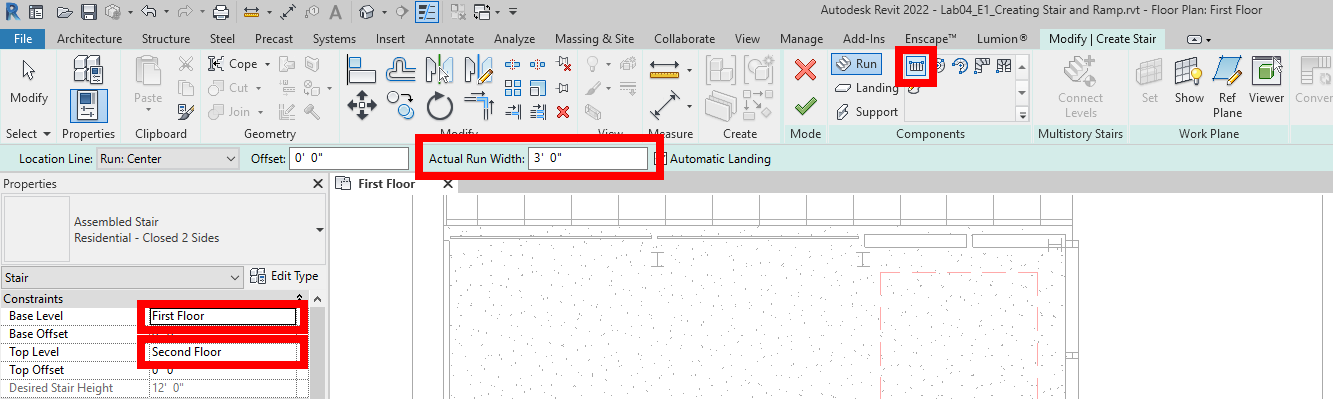 Autodesk Revit 2022 - Lab04_E1_Creating Stair and Ramp.rvt - Floor Plan: First Floor
File Architecture Structure Steel Precast Systems Insert Annotate Analyze Massing & Site Collaborate View Manage Add-Ins Enscape™ Lumion® Modify | Create Stair
Modify
Properties
Paste
Cope
Cut
Join
Run
Landing
Support
Connect Levels
Set
Show
Ref Plane
Viewer
Select Properties Clipboard Geometry Modify View Measure Create Mode Components Multistory Stairs Work Plane
Location Line: Run: Center Offset: 0' 0" Actual Run Width: 3' 0" Automatic Landing
Properties
First Floor
Assembled Stair
Residential - Closed 2 Sides
Stair Edit Type
Constraints
Base Level First Floor
Base Offset
Top Level Second Floor
Top Offset 0' 0"
Desired Stair Height 12' 0"